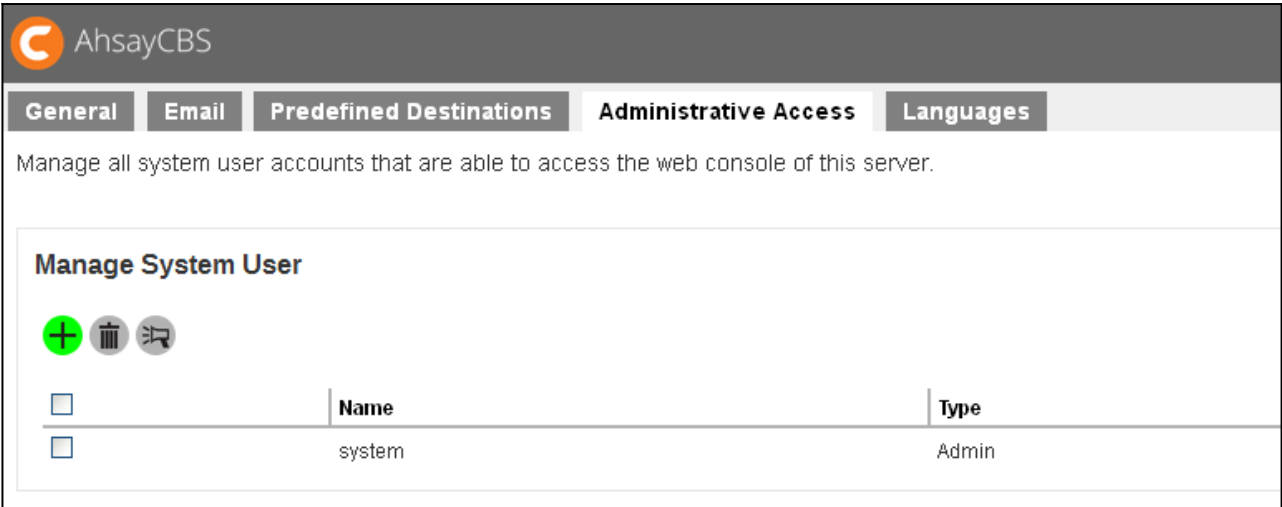 AhsayCBS
General Email Predefined Destinations Administrative Access Languages
Manage all system user accounts that are able to access the web console of this server.
Manage System User
Name Type
system Admin